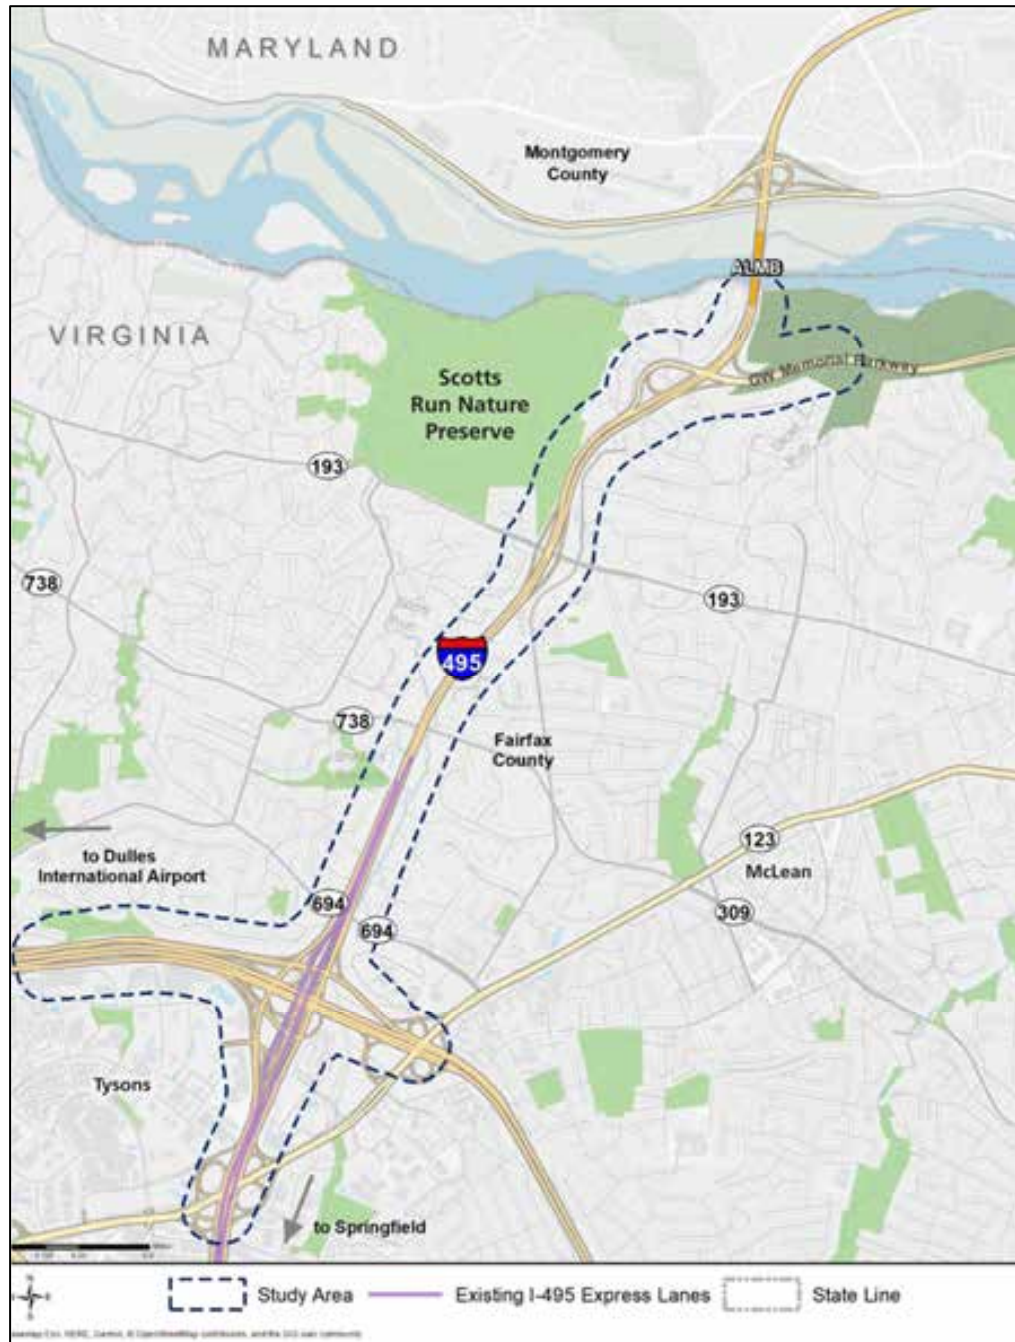 MARYLAND
Montgomery
County
ALMB
VIRGINIA
GW Memorial Parkway
Scotts
Run Nature
Preserve
193
738
193
495
738
Fairfax
County
123
to Dulles
International Airport
McLean
694
309
694
Tysons
to Springfield
Study Area
Existing I-495 Express Lanes
State Line